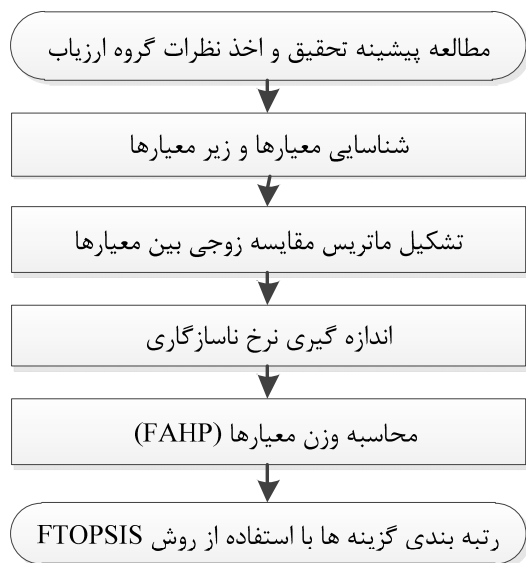 مطالعه پیشینه تحقیق و اخذ نظرات گروه ارزیاب
شناسایی معیارها و زیر معیارها
تشکیل ماتریس مقایسه زوجی بین معیارها
اندازه گیری نرخ ناسازگاری
محاسبه وزن معیارها (FAHP)
رتبه بندی گزینه ها با استفاده از روش FTOPSIS